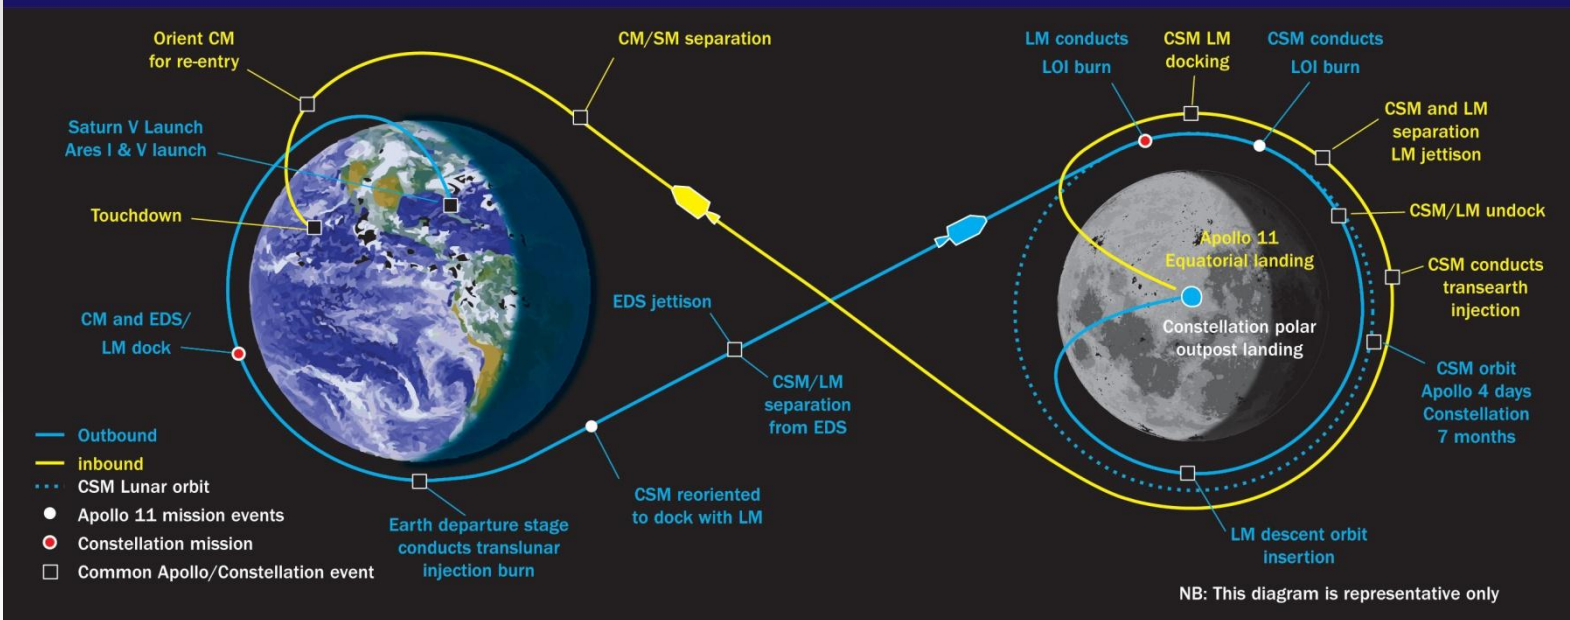 Orient CM
for re-entry
CM/SM separation
LM conducts
LOI burn
CSM LM
docking
CSM conducts
LOI burn
Saturn V Launch
Ares I & V launch
CSM and LM
separation
LM jettison
Touchdown
CSM/LM undock
Apollo 11
Equatorial landing
CSM conducts
transearth
injection
EDS jettison
CM and EDS/
LM dock
Constellation polar
outpost landing
CSM/LM
separation
from EDS
CSM orbit
Apollo 4 days
Constellation
7 months
Outbound
inbound
CSM Lunar orbit
Apollo 11 mission events
Constellation mission
Common Apollo/Constellation event
Earth departure stage
conducts translunar
injection burn
CSM reoriented
to dock with LM
LM descent orbit
insertion
NB: This diagram is representative only